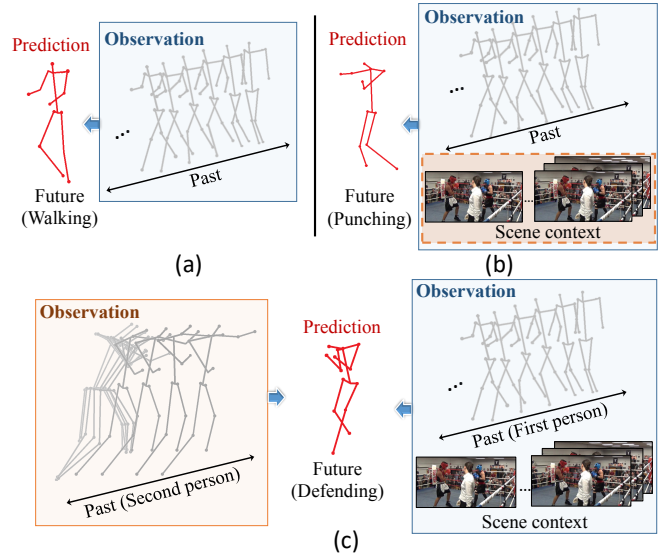 Prediction
Observation
...
Past
Future
(Walking)
(a)
Prediction
Observation
...
Past
Future
(Punching)
...
Scene context
(b)
Observation
Past (Second person)
Prediction
Future
(Defending)
Observation
...
Past (First person)
...
Scene context
(c)